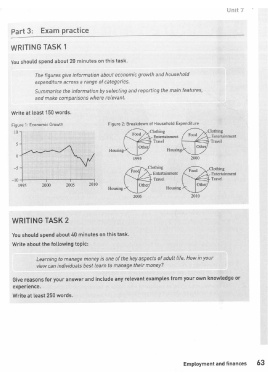 Unit 7
Part 3: Exam practice
WRITING TASK 1
You should spend about 20 minutes on this task.
The figures give information about economic growth and household
expenditure across a range of categories.
Summarise the information by selecting and reporting the main features,
and make comparisons where relevant.
Write at least 150 words.
Figure 1: Economic Growth
Figure 2: Breakdown of Household Expenditure
10
5
0
-5
-10
1995 2000 2005 2010
Food
Clothing
Entertainment
Travel
Other
Housing
1995
Food
Clothing
Entertainment
Travel
Other
Housing
2000
Food
Clothing
Entertainment
Travel
Other
Housing
2005
Food
Clothing
Entertainment
Travel
Other
Housing
2010
WRITING TASK 2
You should spend about 40 minutes on this task.
Write about the following topic:
Learning to manage money is one of the key aspects of adult life. How in your
view can individuals best learn to manage their money?
Give reasons for your answer and include any relevant examples from your own knowledge or
experience.
Write at least 250 words.
Employment and finances 63